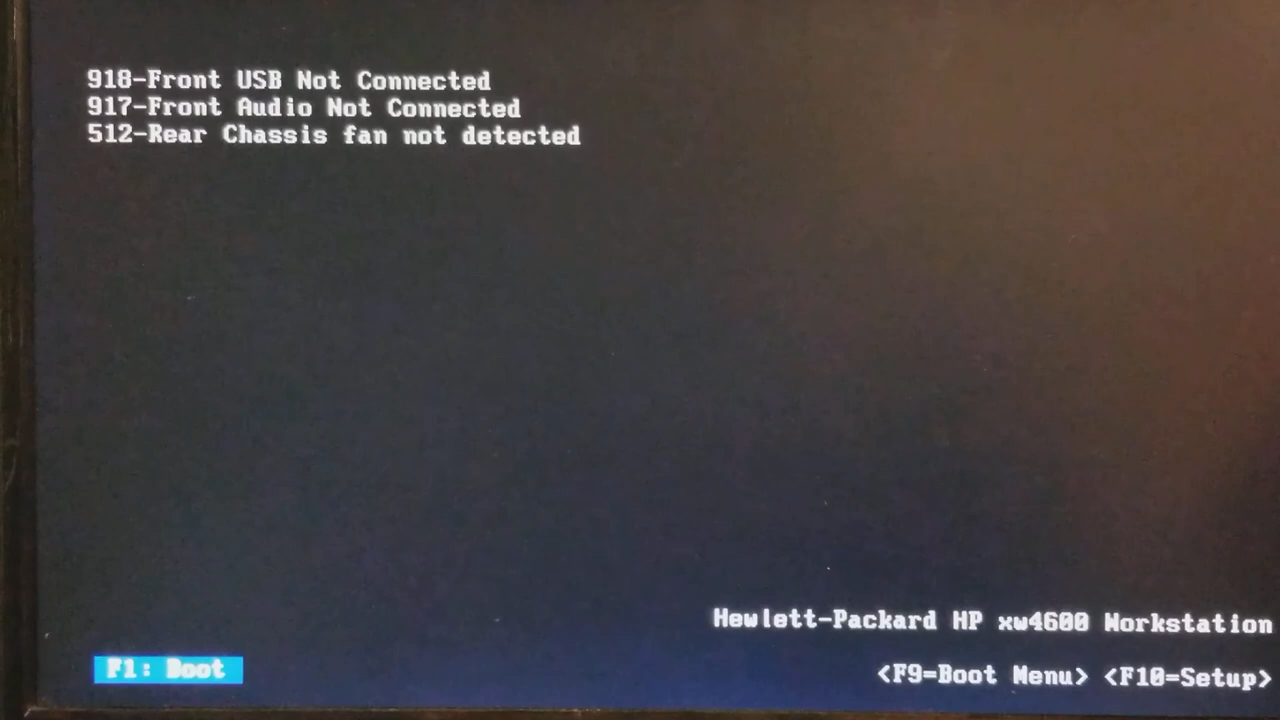 918-Front USB Not Connected
917-Front Audio Not Connected
512-Rear Chassis fan not detected
Hewlett-Packard HP xw4600 Workstation
F1: Boot
<F9=Boot Menu> <F10=Setup>